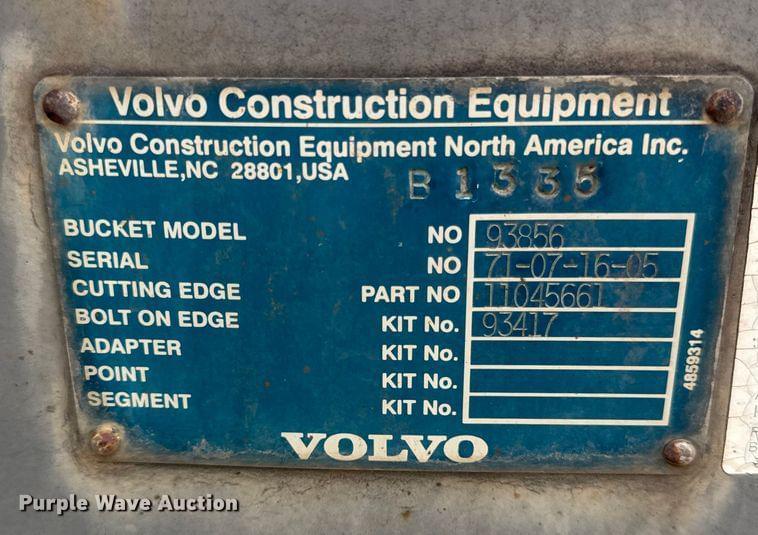 Volvo Construction Equipment
Volvo Construction Equipment North America Inc.
ASHEVILLE,NC 28801,USA
B 1335
BUCKET MODEL NO 93856
SERIAL NO 71-07-16-05
CUTTING EDGE PART NO 11045661
BOLT ON EDGE KIT No. 93417
ADAPTER KIT No.
POINT KIT No.
SEGMENT KIT No.
4859314
VOLVO
Purple Wave Auction